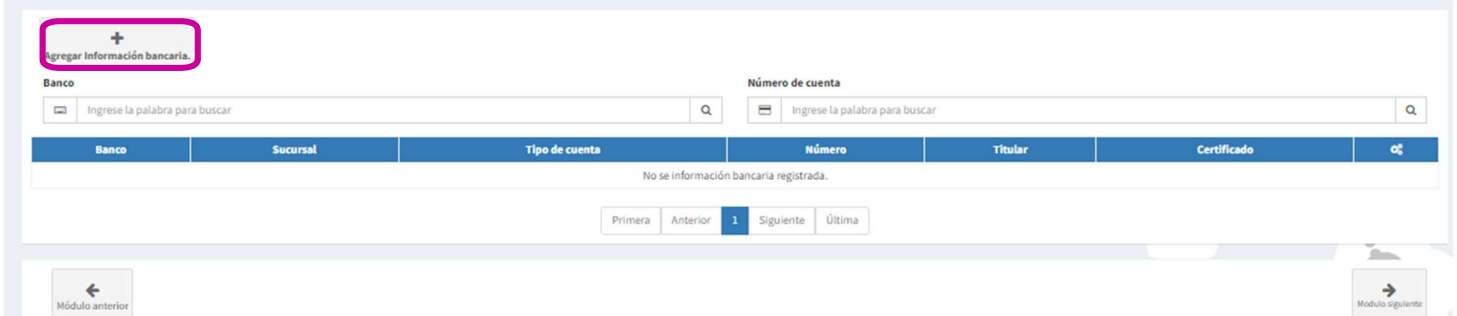 Agregar Información bancaria.
Banco Número de cuenta
Ingrese la palabra para buscar Ingrese la palabra para buscar
Banco Sucursal Tipo de cuenta Número Titular Certificado
No se información bancaria registrada.
Primera Anterior 1 Siguiente Última
Módulo anterior Modulo siguiente